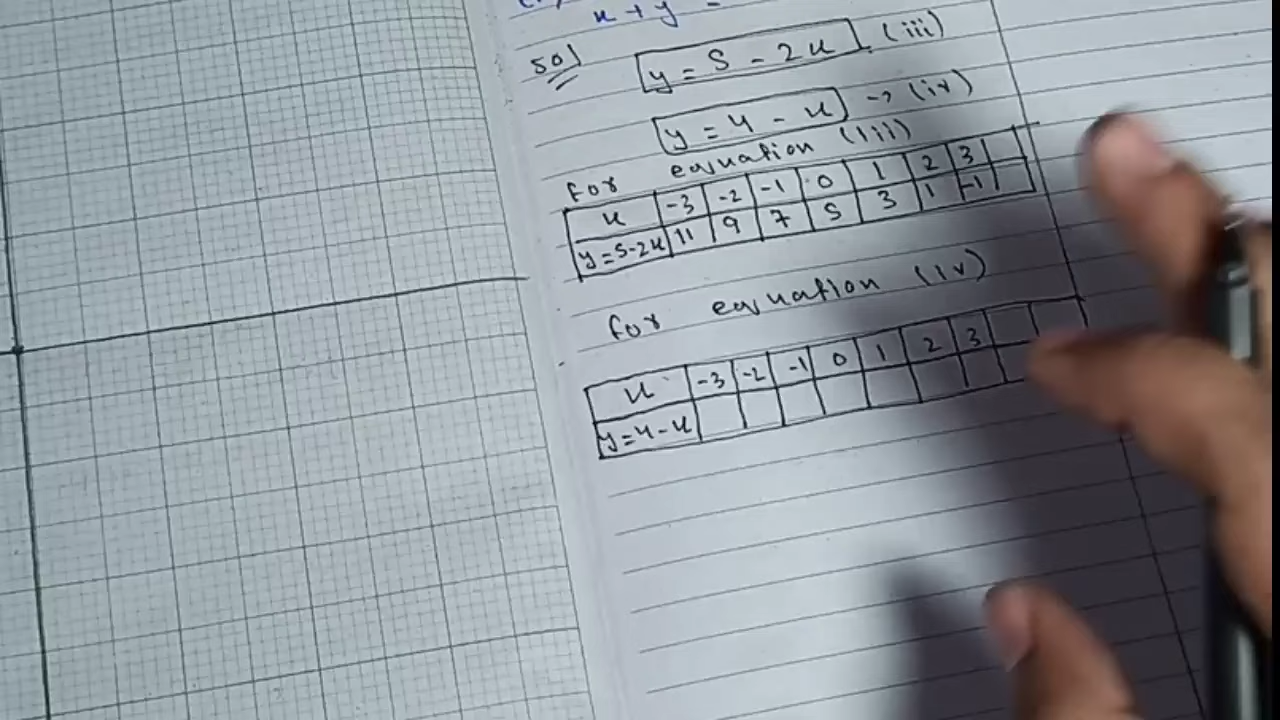 x + y =
Sol
y = 5 - 2x (iii)
y = 4 - x → (iv)
for equation (iii)
x -3 -2 -1 0 1 2 3
y=5-2x 11 9 7 5 3 1 -1
for equation (iv)
x -3 -2 -1 0 1 2 3
y=4-x